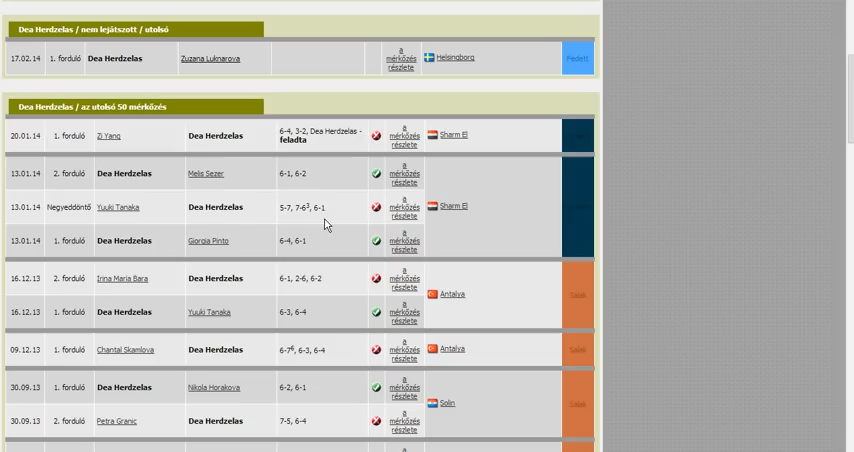 Dea Herdzelas / nem lejátszott / utolsó
17.02.14 1. forduló Dea Herdzelas Zuzana Luknarova a mérkőzés részlete Helsingborg Fedett
Dea Herdzelas / az utolsó 50 mérkőzés
20.01.14 1. forduló Zi Yang Dea Herdzelas 6-4, 3-2, Dea Herdzelas - feladta a mérkőzés részlete Sharm El
13.01.14 2. forduló Dea Herdzelas Melis Sezer 6-1, 6-2 a mérkőzés részlete
13.01.14 Negyeddöntő Yuuki Tanaka Dea Herdzelas 5-7, 7-6³, 6-1 a mérkőzés részlete Sharm El
13.01.14 1. forduló Dea Herdzelas Giorgia Pinto 6-4, 6-1 a mérkőzés részlete
16.12.13 2. forduló Irina Maria Bara Dea Herdzelas 6-1, 2-6, 6-2 a mérkőzés részlete Antalya Salak
16.12.13 1. forduló Dea Herdzelas Yuuki Tanaka 6-3, 6-4 a mérkőzés részlete
09.12.13 1. forduló Chantal Skamlova Dea Herdzelas 6-7⁶, 6-3, 6-4 a mérkőzés részlete Antalya Salak
30.09.13 1. forduló Dea Herdzelas Nikola Horakova 6-2, 6-1 a mérkőzés részlete Solin Salak
30.09.13 2. forduló Petra Granic Dea Herdzelas 7-5, 6-4 a mérkőzés részlete
a